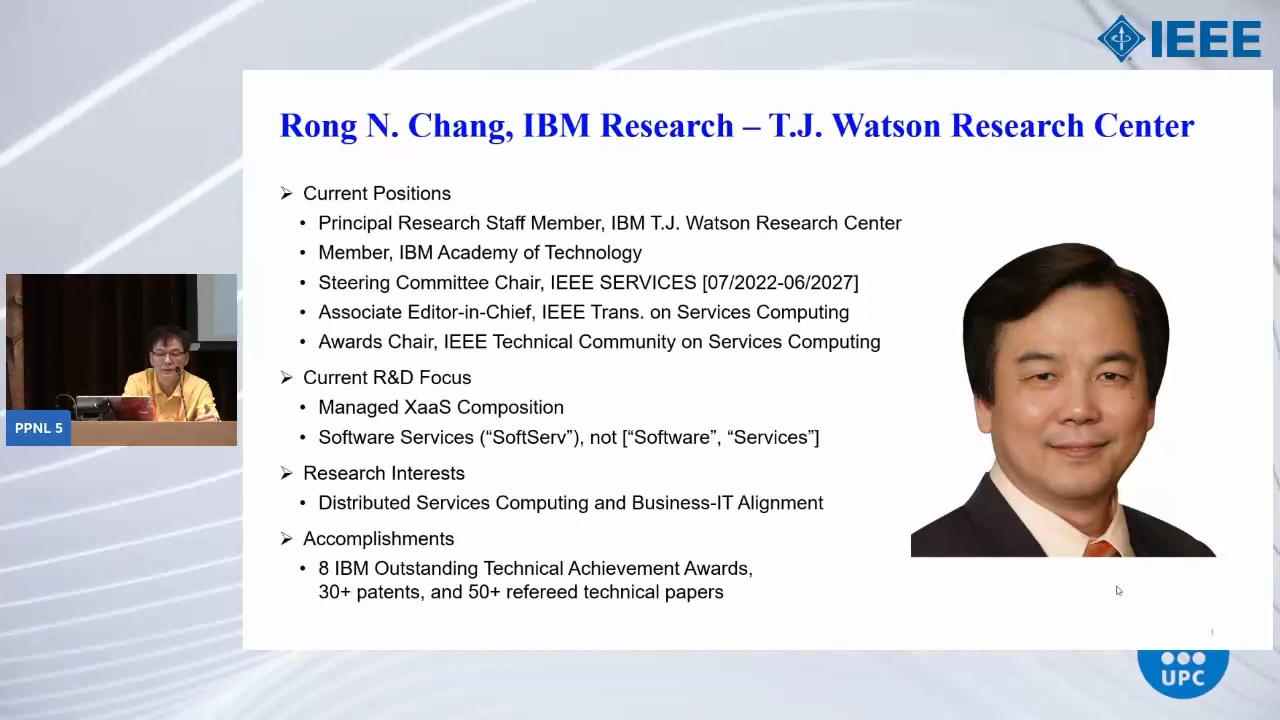 IEEE
Rong N. Chang, IBM Research – T.J. Watson Research Center
➢ Current Positions
• Principal Research Staff Member, IBM T.J. Watson Research Center
• Member, IBM Academy of Technology
• Steering Committee Chair, IEEE SERVICES [07/2022-06/2027]
• Associate Editor-in-Chief, IEEE Trans. on Services Computing
• Awards Chair, IEEE Technical Community on Services Computing
➢ Current R&D Focus
• Managed XaaS Composition
• Software Services (“SoftServ”), not [“Software”, “Services”]
➢ Research Interests
• Distributed Services Computing and Business-IT Alignment
➢ Accomplishments
• 8 IBM Outstanding Technical Achievement Awards,
30+ patents, and 50+ refereed technical papers
1
PPNL 5
UPC